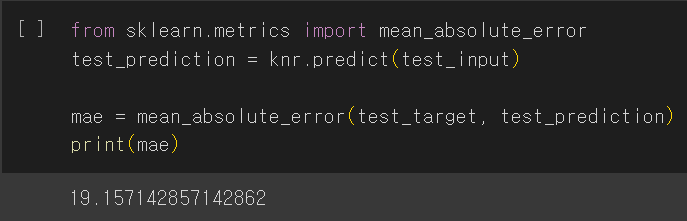 [ ] from sklearn.metrics import mean_absolute_error
test_prediction = knr.predict(test_input)
mae = mean_absolute_error(test_target, test_prediction)
print(mae)
19.157142857142862